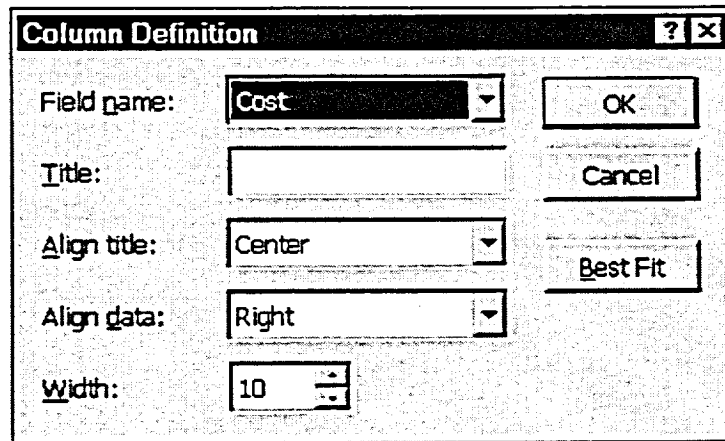 Column Definition ? ×
Field name: Cost OK
Title: Cancel
Align title: Center
Best Fit
Align data: Right
Width: 10